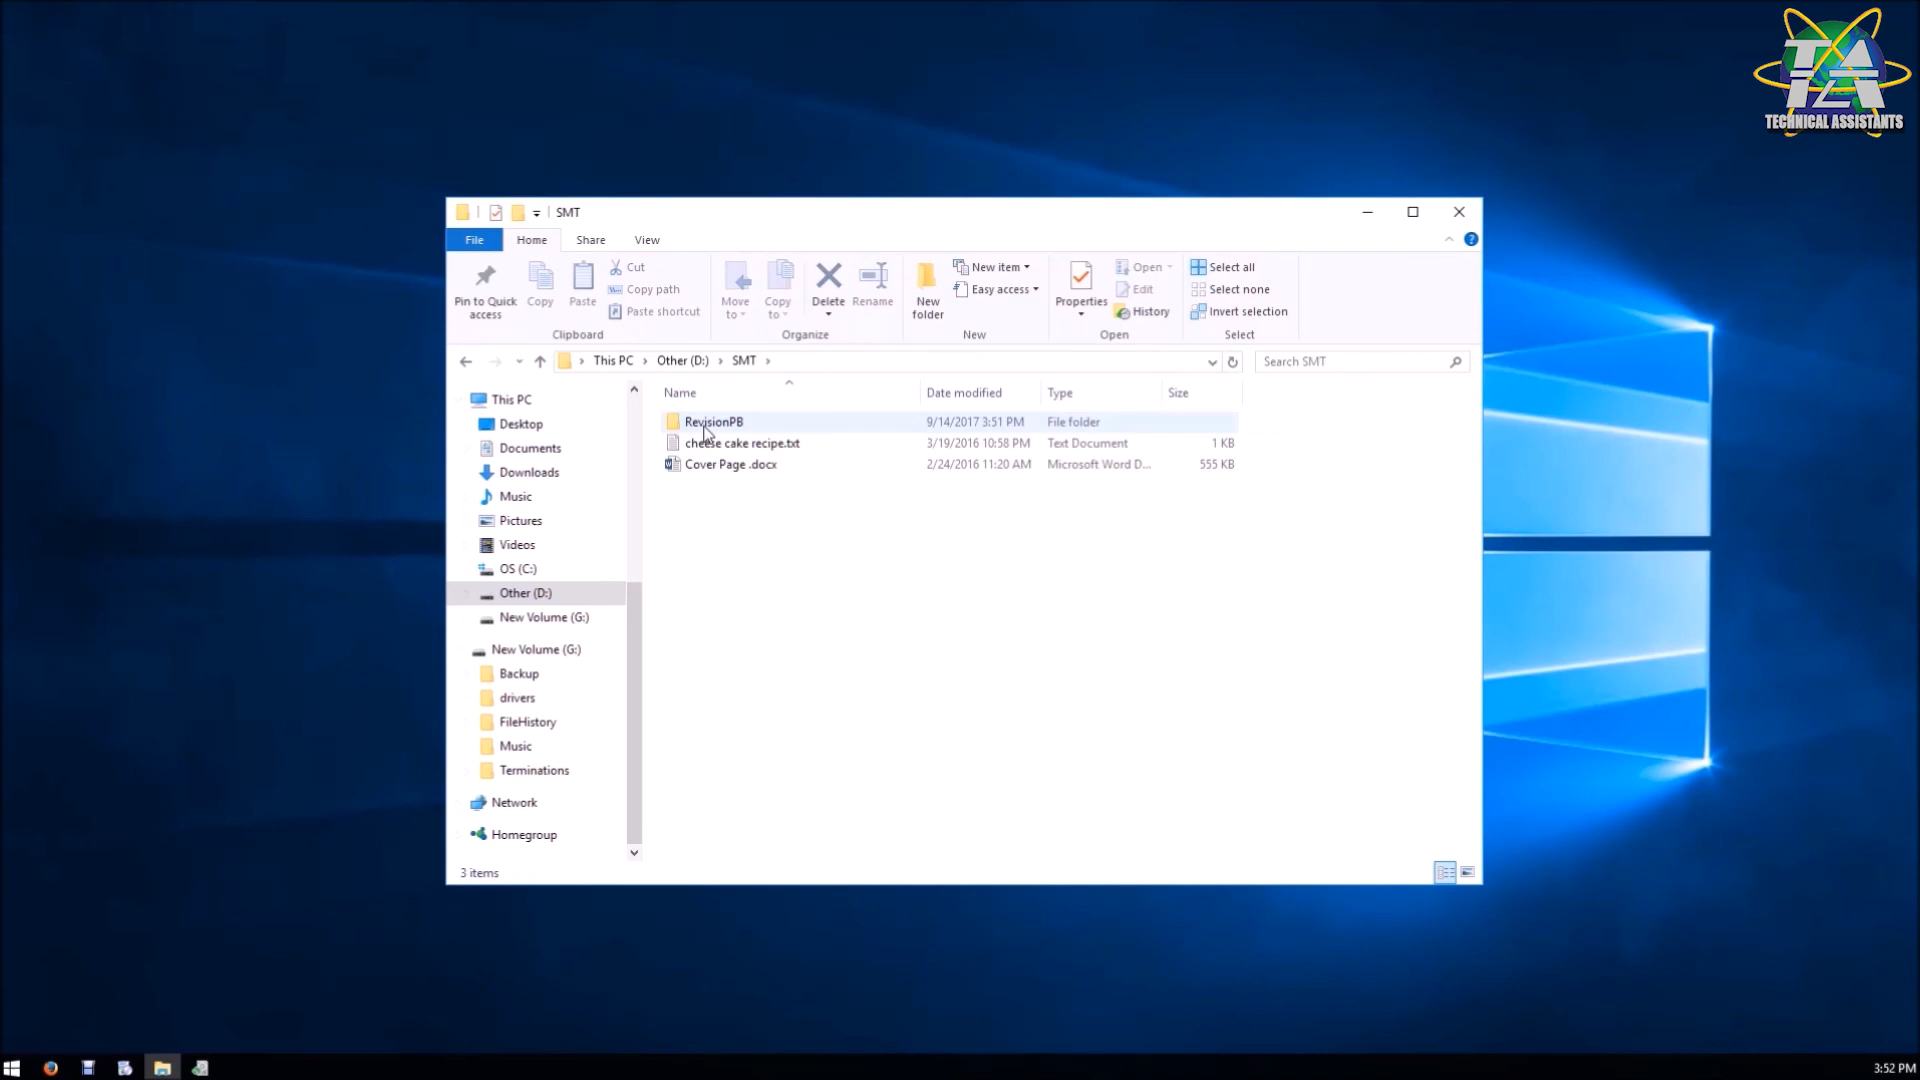 TA
TECHNICAL ASSISTANTS
SMT
File Home Share View
Pin to Quick access
Copy
Paste
Cut
Copy path
Paste shortcut
Clipboard
Move to
Copy to
Delete
Rename
Organize
New folder
New item
Easy access
New
Properties
Open
Edit
History
Open
Select all
Select none
Invert selection
Select
This PC > Other (D:) > SMT >
Search SMT
Name Date modified Type Size
RevisionPB 9/14/2017 3:51 PM File folder
cheese cake recipe.txt 3/19/2016 10:58 PM Text Document 1 KB
Cover Page .docx 2/24/2016 11:20 AM Microsoft Word D... 555 KB
This PC
Desktop
Documents
Downloads
Music
Pictures
Videos
OS (C:)
Other (D:)
New Volume (G:)
New Volume (G:)
Backup
drivers
FileHistory
Music
Terminations
Network
Homegroup
3 items
3:52 PM